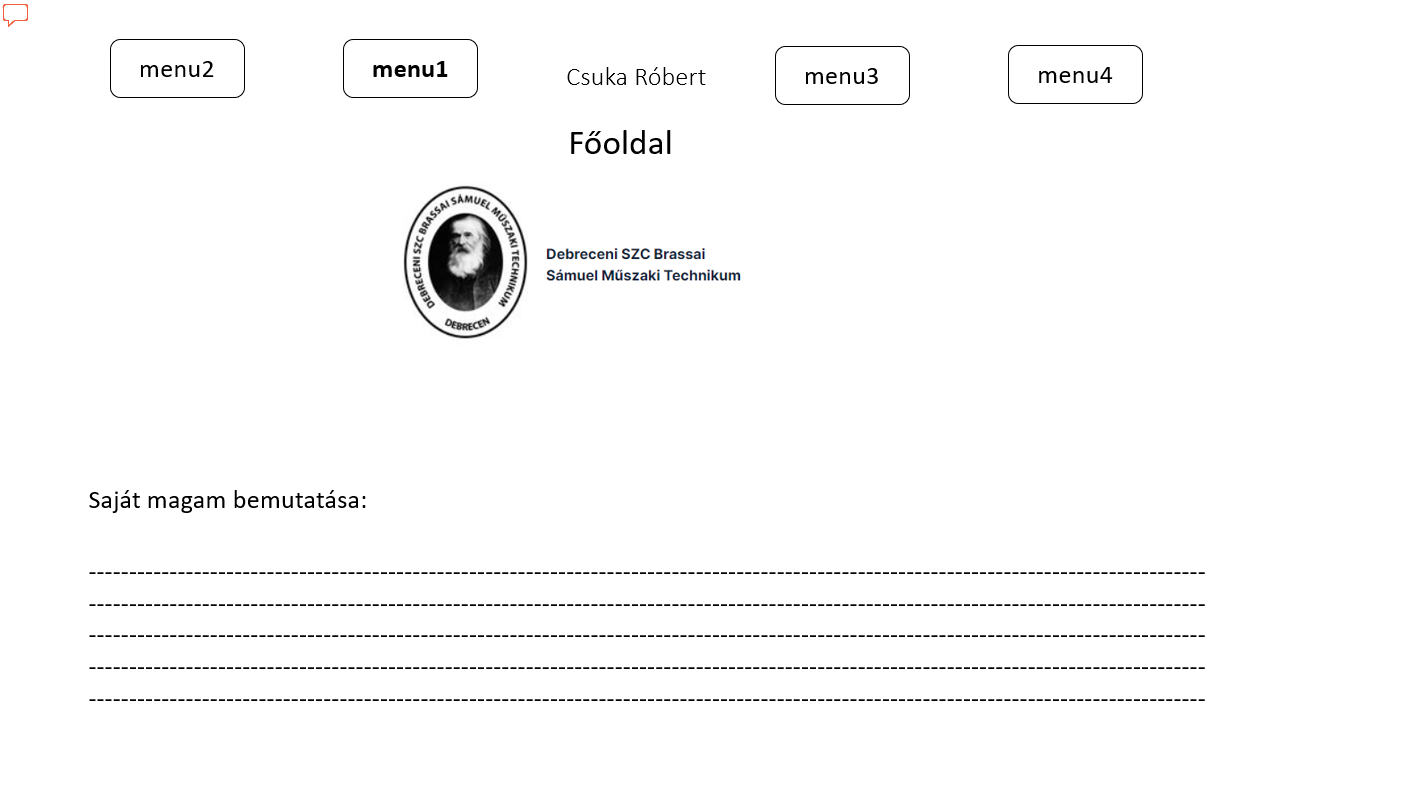 menu2 menu1 Csuka Róbert menu3 menu4
Főoldal
DEBRECENI SZC BRASSAI SÁMUEL MŰSZAKI TECHNIKUM
DEBRECEN
Debreceni SZC Brassai
Sámuel Műszaki Technikum
Saját magam bemutatása: